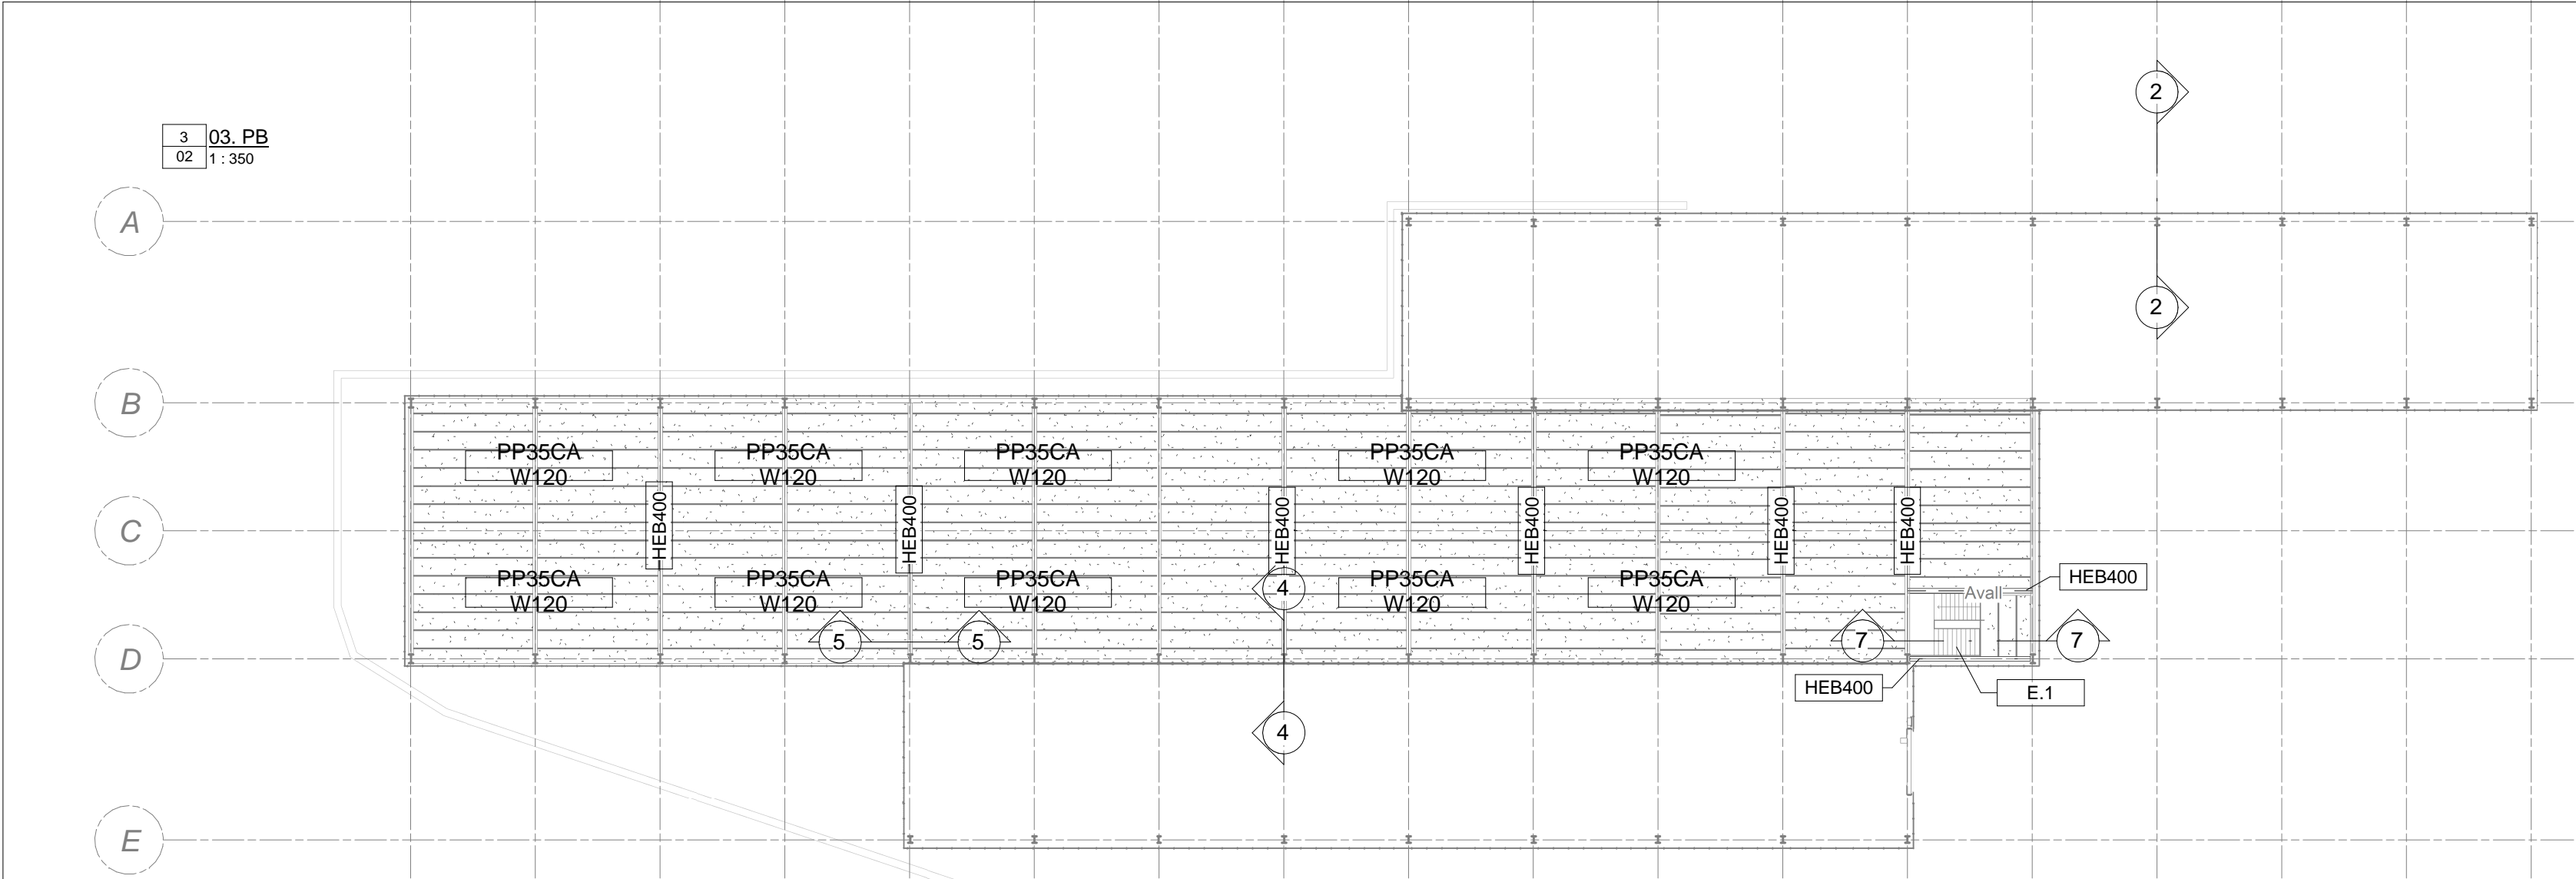 2
3 03. PB
02 1 : 350
A
2
B
PP35CA PP35CA PP35CA PP35CA PP35CA
W120 W120 W120 W120 W120
HEB400 HEB400 HEB400 HEB400 HEB400 HEB400
C
PP35CA PP35CA PP35CA PP35CA PP35CA
W120 W120 W120 W120 W120
HEB400
4
Avall
5 5 7 7
D
HEB400 E.1
4
E